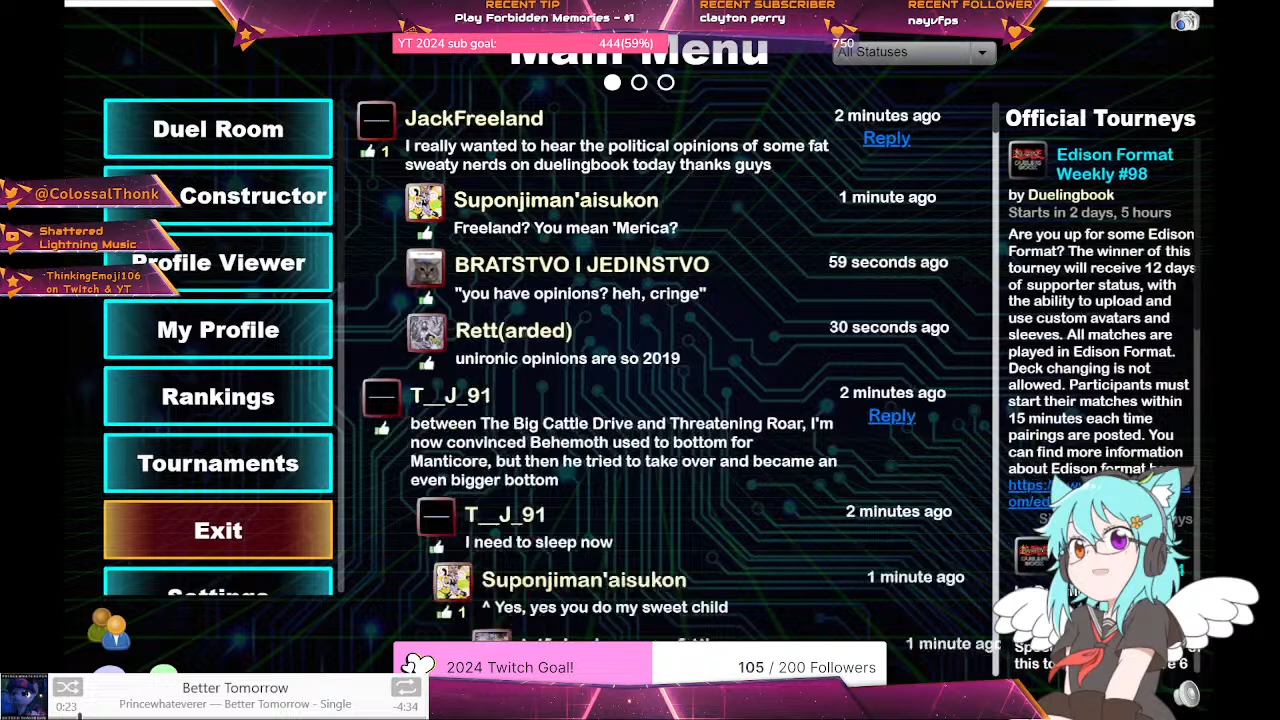 RECENT TIP
Play Forbidden Memories - #1
RECENT SUBSCRIBER
clayton perry
RECENT FOLLOWER
nayvfps
YT 2024 sub goal:
444(59%)
750
Main Menu
All Statuses
Duel Room
Constructor
Profile Viewer
My Profile
Rankings
Tournaments
Exit
Settings
@ColossalThonk
Shattered
Lightning Music
ThinkingEmoji106
on Twitch & YT
JackFreeland
2 minutes ago
Reply
1
I really wanted to hear the political opinions of some fat
sweaty nerds on duelingbook today thanks guys
Suponjiman'aisukon
1 minute ago
Freeland? You mean 'Merica?
BRATSTVO I JEDINSTVO
59 seconds ago
"you have opinions? heh, cringe"
Rett(arded)
30 seconds ago
unironic opinions are so 2019
T__J_91
2 minutes ago
Reply
between The Big Cattle Drive and Threatening Roar, I'm
now convinced Behemoth used to bottom for
Manticore, but then he tried to take over and became an
even bigger bottom
T__J_91
2 minutes ago
I need to sleep now
Suponjiman'aisukon
1 minute ago
1
^ Yes, yes you do my sweet child
1 minute ago
Official Tourneys
Edison Format
Weekly #98
by Duelingbook
Starts in 2 days, 5 hours
Are you up for some Edison
Format? The winner of this
tourney will receive 12 days
of supporter status, with
the ability to upload and
use custom avatars and
sleeves. All matches are
played in Edison Format.
Deck changing is not
allowed. Participants must
start their matches within
15 minutes each time
pairings are posted. You
can find more information
about Edison format
https:/
om/ed
this to
6
2024 Twitch Goal!
105 / 200 Followers
Better Tomorrow
Princewhateverer — Better Tomorrow - Single
0:23
-4:34